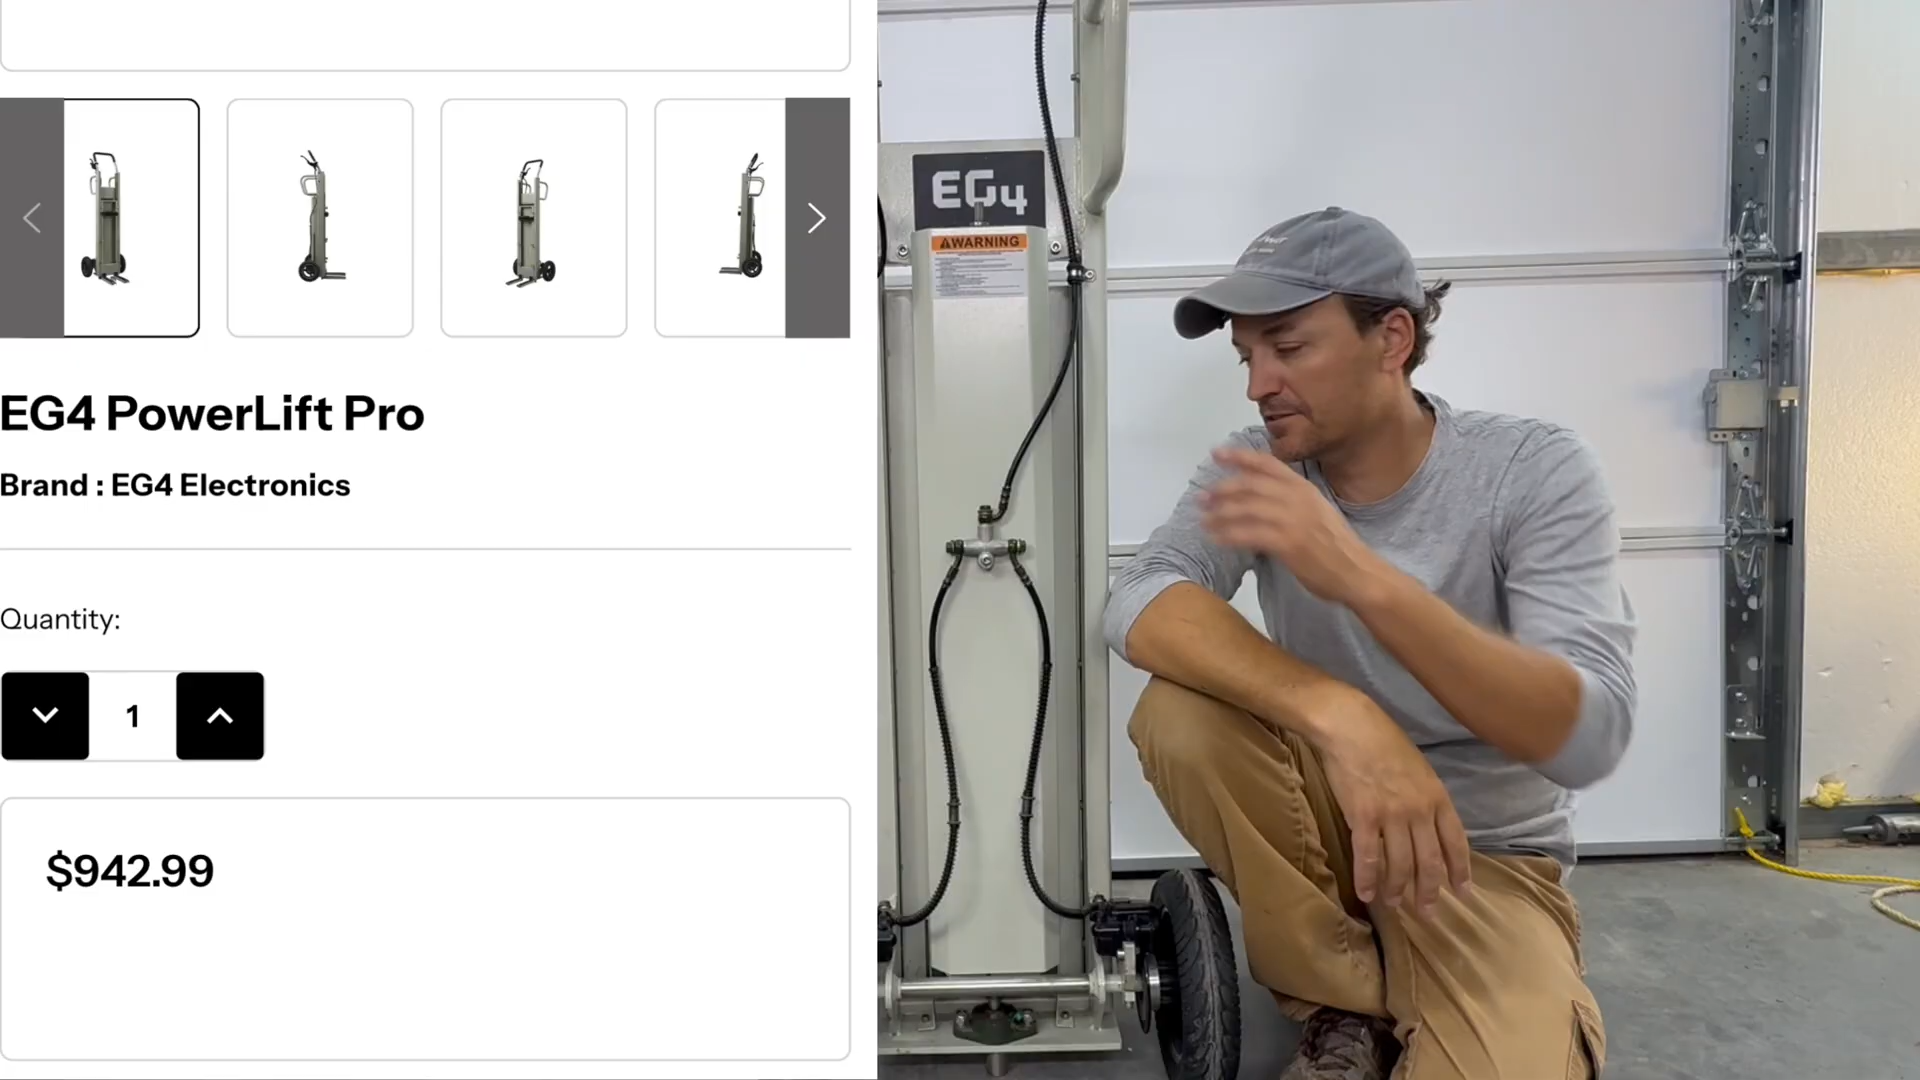 EG4 PowerLift Pro
Brand : EG4 Electronics
Quantity:
1
$942.99
EG4
WARNING